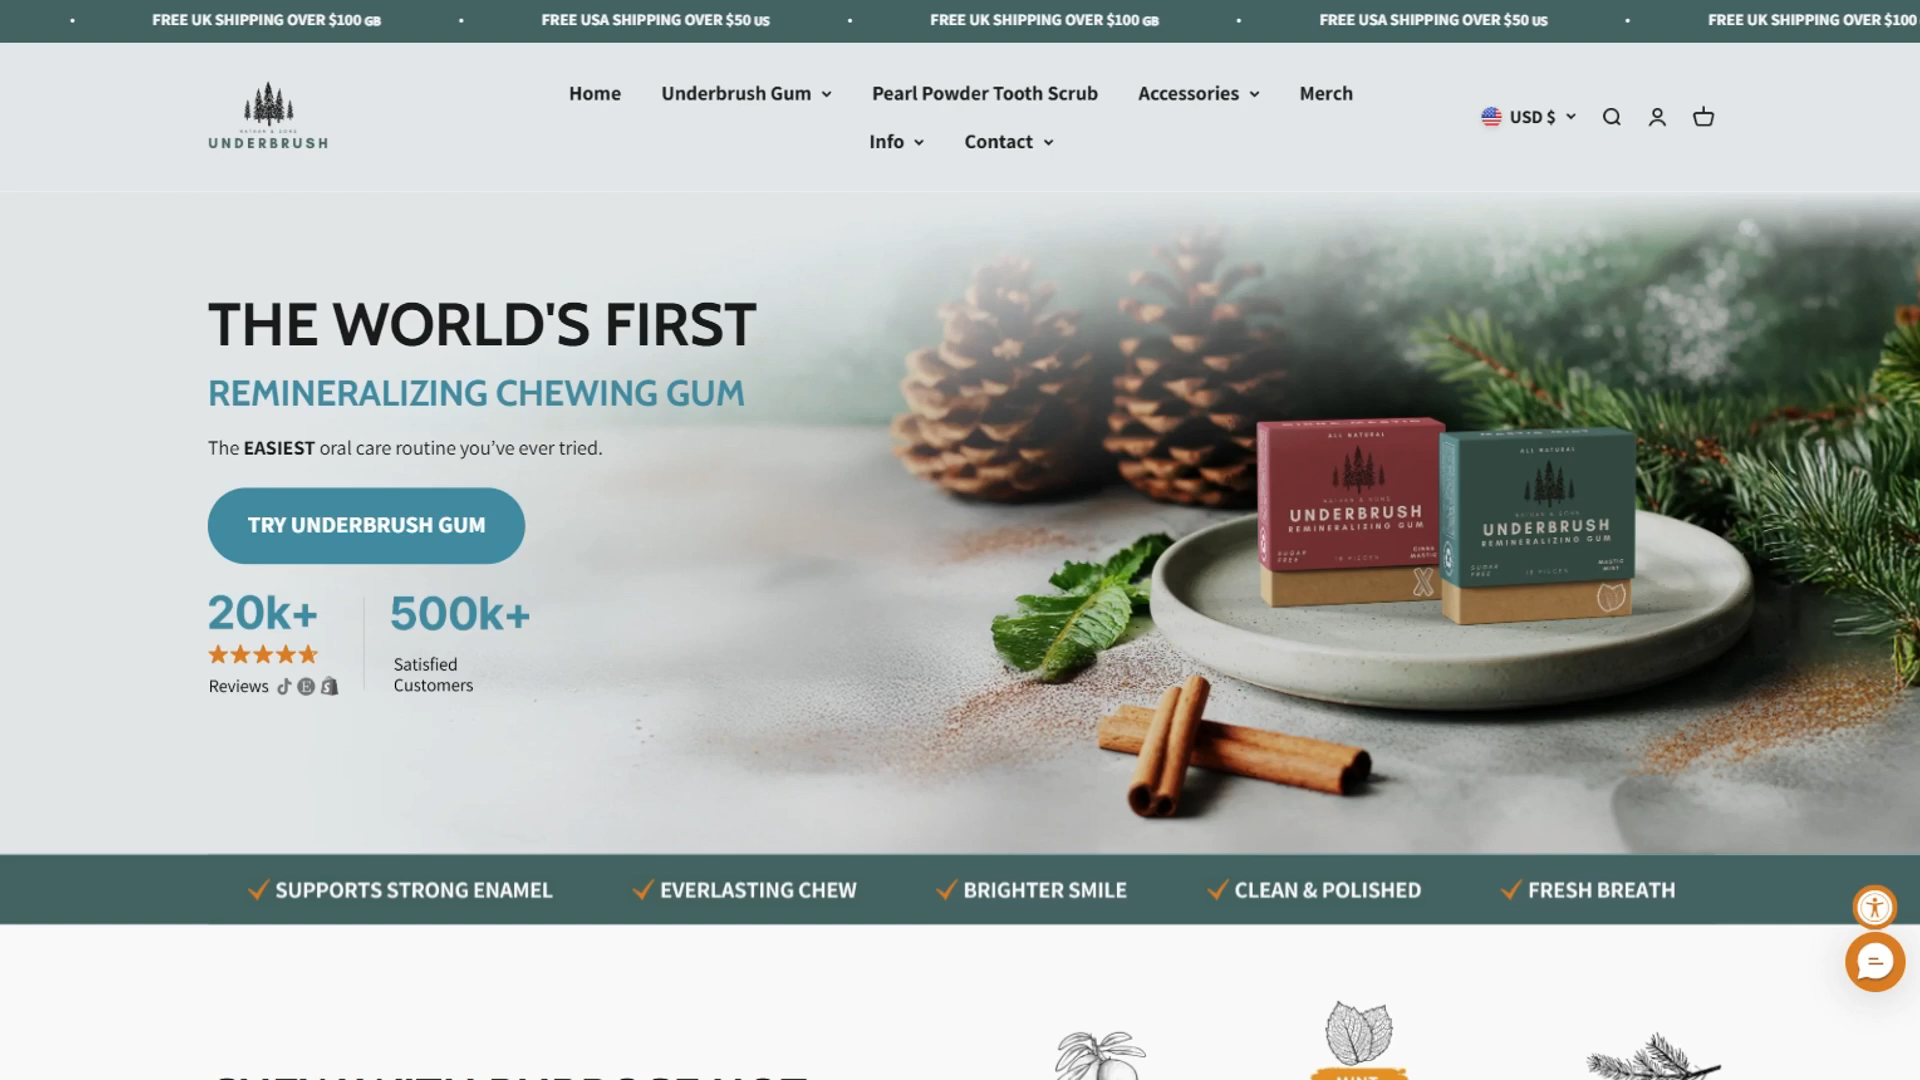 FREE UK SHIPPING OVER $100 GB
FREE USA SHIPPING OVER $50 US
FREE UK SHIPPING OVER $100 GB
FREE USA SHIPPING OVER $50 US
FREE UK SHIPPING OVER $100
NATHAN & SONS
UNDERBRUSH
Home
Underbrush Gum
Pearl Powder Tooth Scrub
Accessories
Merch
Info
Contact
USD $
THE WORLD'S FIRST
REMINERALIZING CHEWING GUM
The EASIEST oral care routine you’ve ever tried.
TRY UNDERBRUSH GUM
20k+
Reviews
500k+
Satisfied
Customers
ALL NATURAL
NATHAN & SONS
UNDERBRUSH
REMINERALIZING GUM
SUGAR
FREE
18 PIECES
CINNA
MASTIC
MASTIC MINT
ALL NATURAL
NATHAN & SONS
UNDERBRUSH
REMINERALIZING GUM
SUGAR
FREE
18 PIECES
MASTIC
MINT
SUPPORTS STRONG ENAMEL
EVERLASTING CHEW
BRIGHTER SMILE
CLEAN & POLISHED
FRESH BREATH
MINT